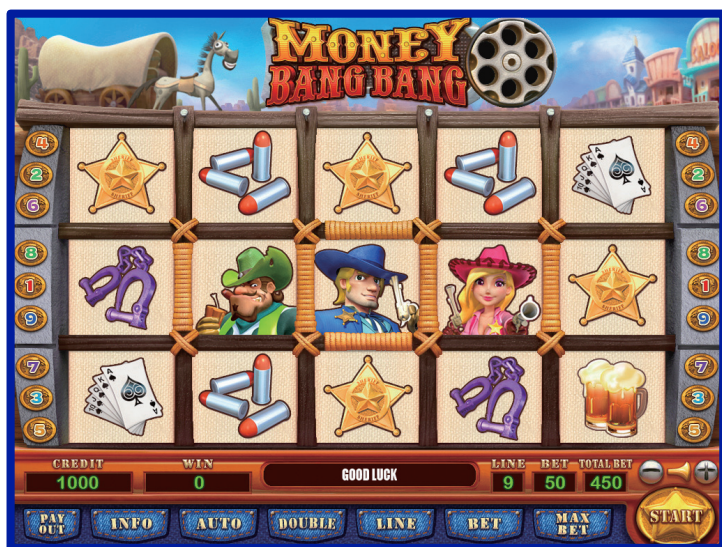 MONEY
BANG BANG
4
4
2
2
6
6
8
8
1
1
9
9
7
7
3
3
5
5
CREDIT
1000
WIN
0
GOOD LUCK
LINE
9
BET
50
TOTAL BET
450
PAY OUT
INFO
AUTO
DOUBLE
LINE
BET
MAX BET
START